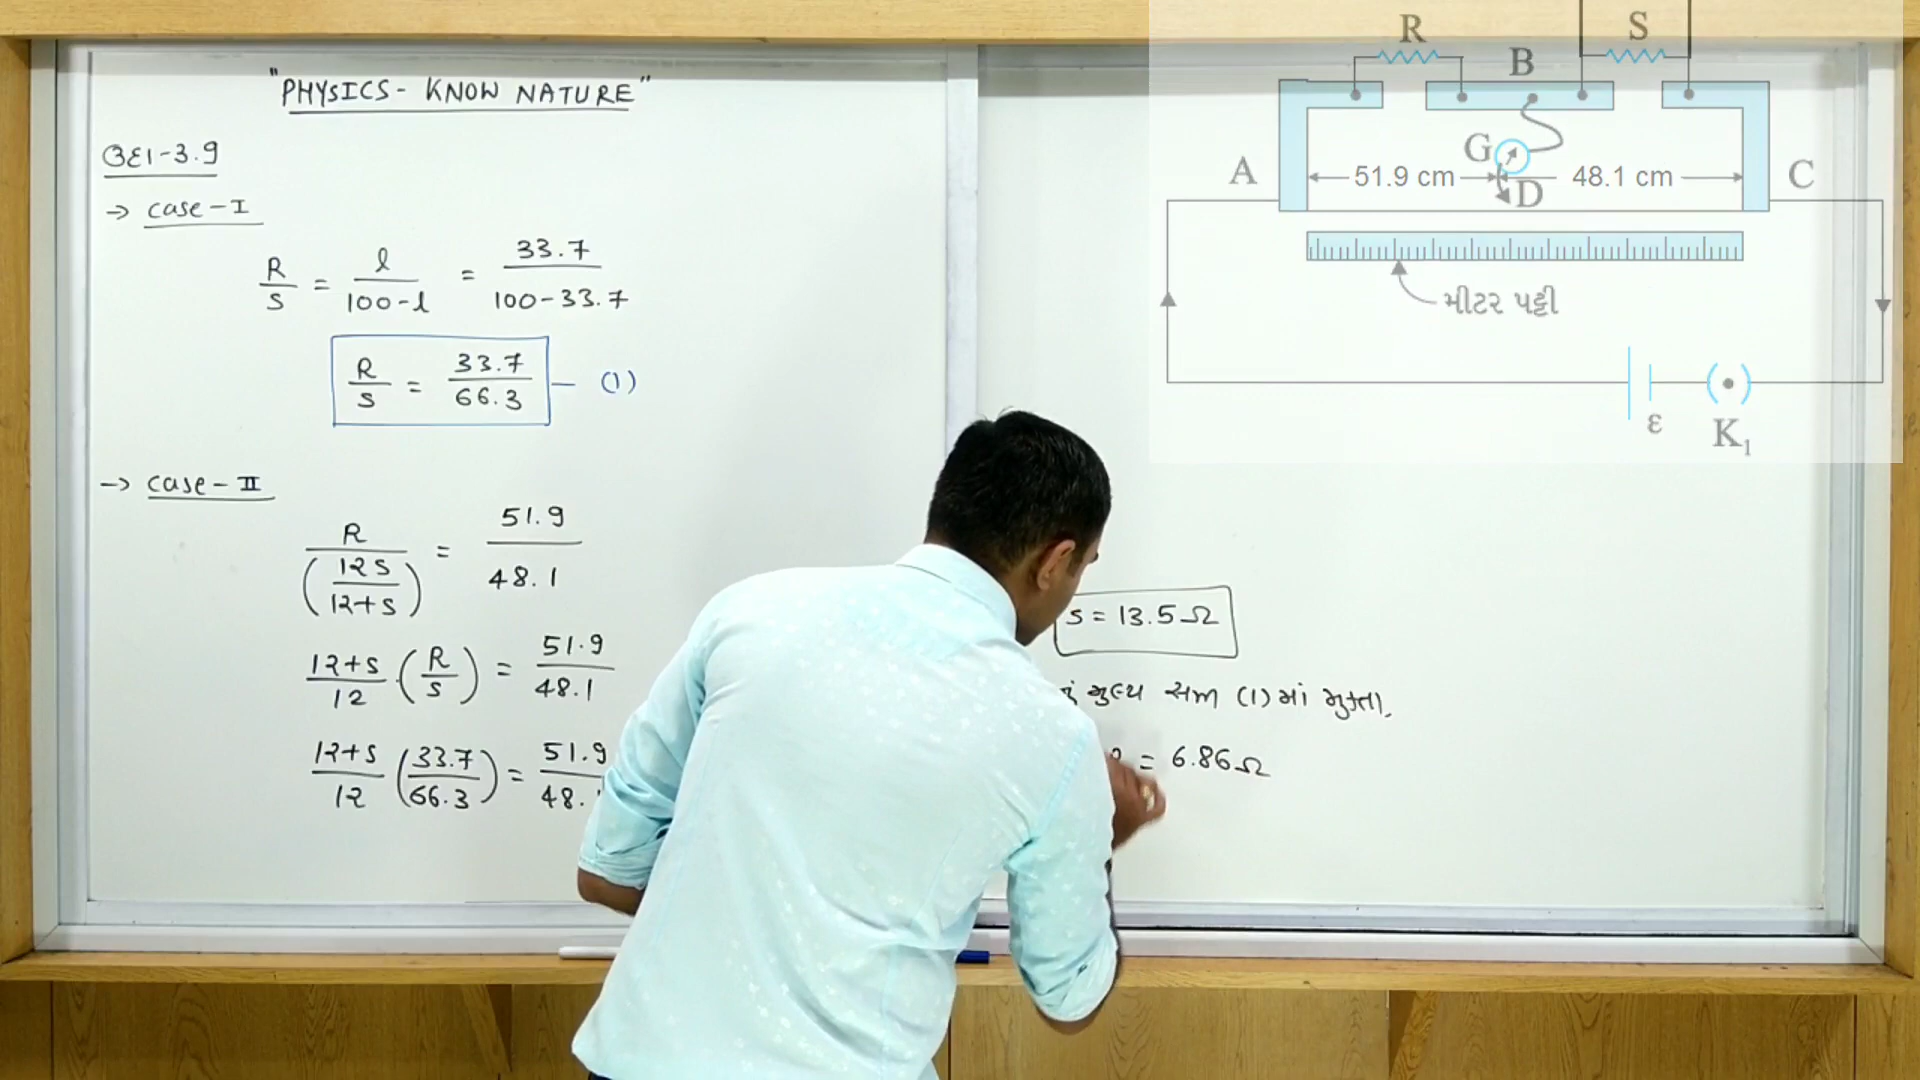 "PHYSICS - KNOW NATURE"
ઉદા-3.9
→ case-I
R/S = l/100-l = 33.7/100-33.7
R/S = 33.7/66.3 — (1)
→ case-II
R/(12S/12+S) = 51.9/48.1
12+S/12 (R/S) = 51.9/48.1
12+S/12 (33.7/66.3) = 51.9/48.
S = 13.5Ω
નું મુલ્ય સમી (1) માં મુકતા,
= 6.86Ω
R
S
B
G
A
51.9 cm
48.1 cm
C
D
મીટર પટ્ટી
ε
K₁